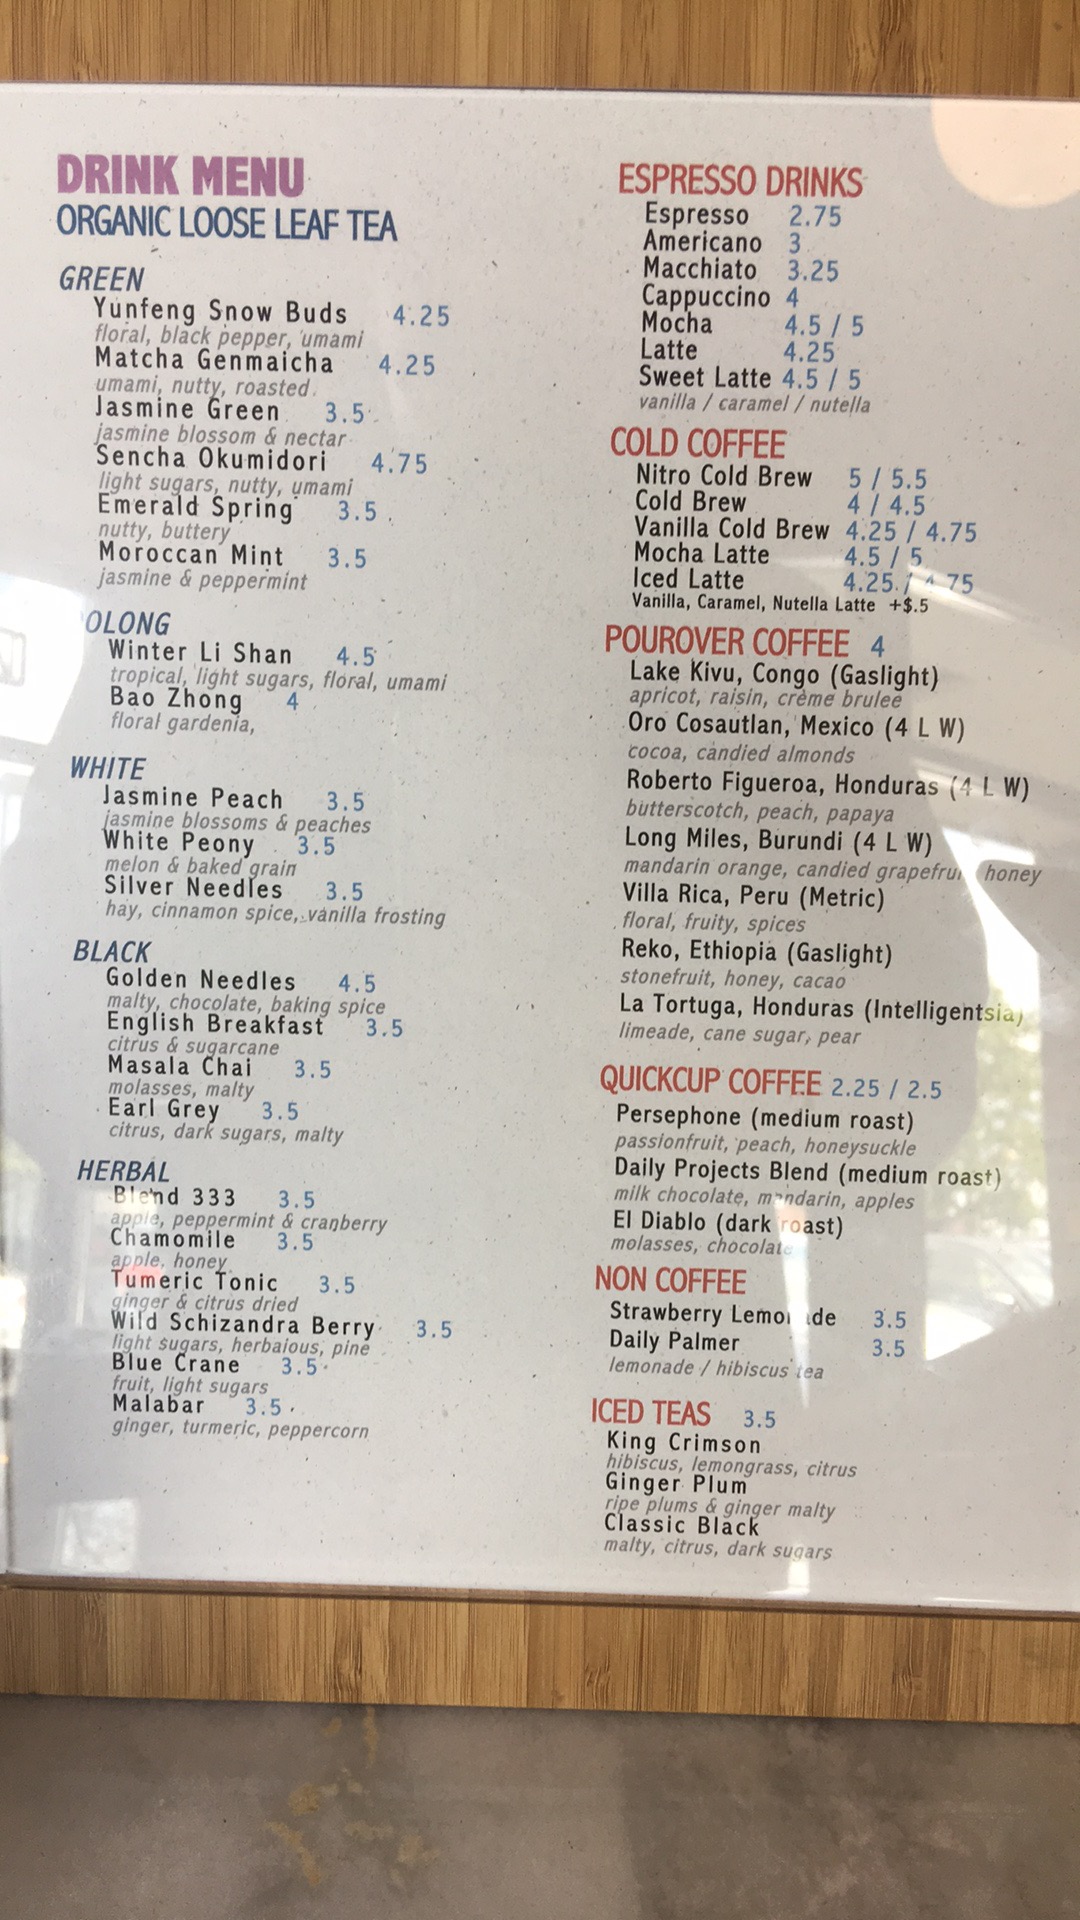 DRINK MENU
ORGANIC LOOSE LEAF TEA
GREEN
Yunfeng Snow Buds 4.25
floral, black pepper, umami
Matcha Genmaicha 4.25
umami, nutty, roasted
Jasmine Green 3.5
jasmine blossom & nectar
Sencha Okumidori 4.75
light sugars, nutty, umami
Emerald Spring 3.5
nutty, buttery
Moroccan Mint 3.5
jasmine & peppermint
OLONG
Winter Li Shan 4.5
tropical, light sugars, floral, umami
Bao Zhong 4
floral gardenia,
WHITE
Jasmine Peach 3.5
jasmine blossoms & peaches
White Peony 3.5
melon & baked grain
Silver Needles 3.5
hay, cinnamon spice, vanilla frosting
BLACK
Golden Needles 4.5
malty, chocolate, baking spice
English Breakfast 3.5
citrus & sugarcane
Masala Chai 3.5
molasses, malty
Earl Grey 3.5
citrus, dark sugars, malty
HERBAL
Blend 333 3.5
apple, peppermint & cranberry
Chamomile 3.5
apple, honey
Tumeric Tonic 3.5
ginger & citrus dried
Wild Schizandra Berry 3.5
light sugars, herbaious, pine
Blue Crane 3.5
fruit, light sugars
Malabar 3.5
ginger, turmeric, peppercorn
ESPRESSO DRINKS
Espresso 2.75
Americano 3
Macchiato 3.25
Cappuccino 4
Mocha 4.5 / 5
Latte 4.25
Sweet Latte 4.5 / 5
vanilla / caramel / nutella
COLD COFFEE
Nitro Cold Brew 5 / 5.5
Cold Brew 4 / 4.5
Vanilla Cold Brew 4.25 / 4.75
Mocha Latte 4.5 / 5
Iced Latte 4.25 / 4.75
Vanilla, Caramel, Nutella Latte +$.5
POUROVER COFFEE 4
Lake Kivu, Congo (Gaslight)
apricot, raisin, crème brulee
Oro Cosautlan, Mexico (4 L W)
cocoa, candied almonds
Roberto Figueroa, Honduras (4 L W)
butterscotch, peach, papaya
Long Miles, Burundi (4 L W)
mandarin orange, candied honey
Villa Rica, Peru (Metric)
floral, fruity, spices
Reko, Ethiopia (Gaslight)
stonefruit, honey, cacao
La Tortuga, Honduras (Intelligentsia)
limeade, cane sugar, pear
QUICKCUP COFFEE 2.25 / 2.5
Persephone (medium roast)
passionfruit, peach, honeysuckle
Daily Projects Blend (medium roast)
milk chocolate, mandarin, apples
El Diablo (dark roast)
molasses, chocolate
NON COFFEE
Strawberry 3.5
Daily Palmer 3.5
lemonade / hibiscus tea
ICED TEAS 3.5
King Crimson
hibiscus, lemongrass, citrus
Ginger Plum
ripe plums & ginger malty
Classic Black
malty, citrus, dark sugars